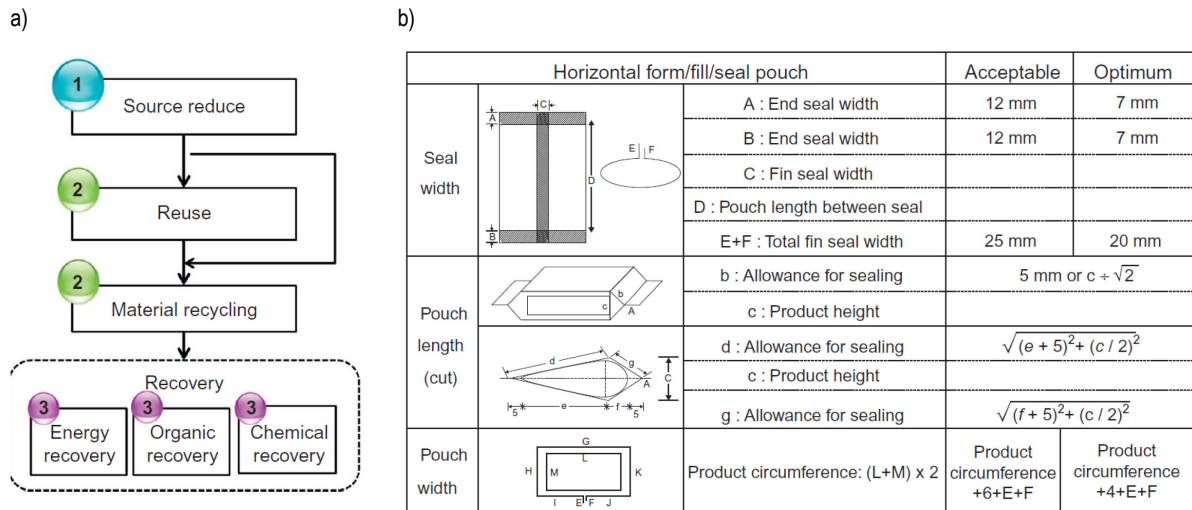 a)
1
Source reduce
2
Reuse
2
Material recycling
Recovery
3
Energy
recovery
3
Organic
recovery
3
Chemical
recovery
b)
Horizontal form/fill/seal pouch
Acceptable
Optimum
Seal
width
A
B
C
D
E F
A : End seal width
12 mm
7 mm
B : End seal width
12 mm
7 mm
C : Fin seal width
D : Pouch length between seal
E+F : Total fin seal width
25 mm
20 mm
Pouch
length
(cut)
b
c
A
b : Allowance for sealing
5 mm or c ÷ √2
c : Product height
d
g
A
C
5
e
f
5
d : Allowance for sealing
√(e + 5)²+ (c / 2)²
c : Product height
g : Allowance for sealing
√(f + 5)²+ (c / 2)²
Pouch
width
G
L
H
M
K
I
E F
J
Product circumference: (L+M) x 2
Product
circumference
+6+E+F
Product
circumference
+4+E+F